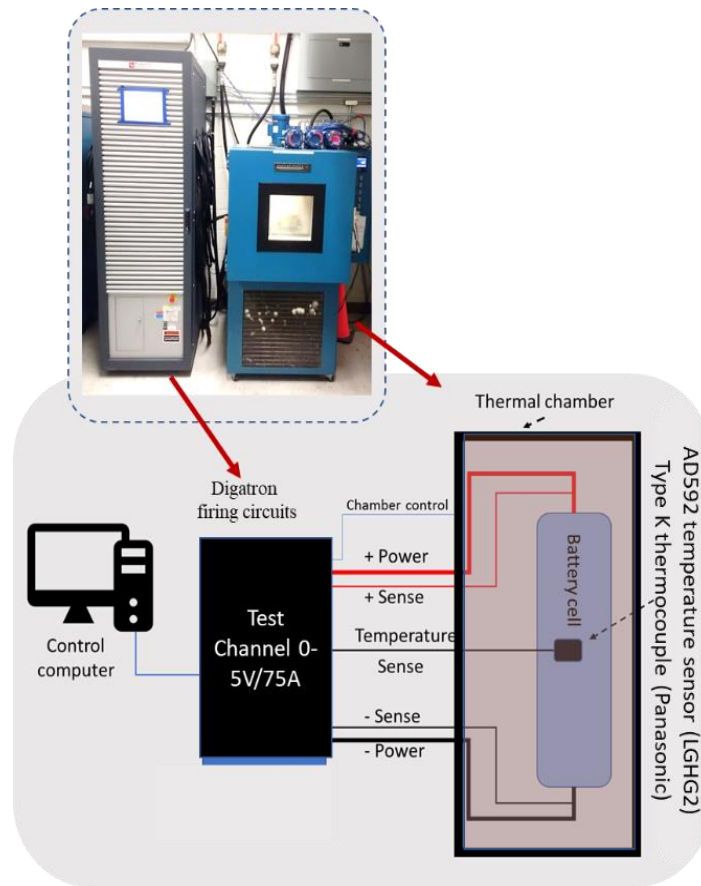 Thermal chamber
Digatron
firing circuits
Chamber control
+ Power
+ Sense
Temperature
Sense
- Sense
- Power
Control
computer
Test
Channel 0-
5V/75A
Battery cell
AD592 temperature sensor (LGHG2)
Type K thermocouple (Panasonic)